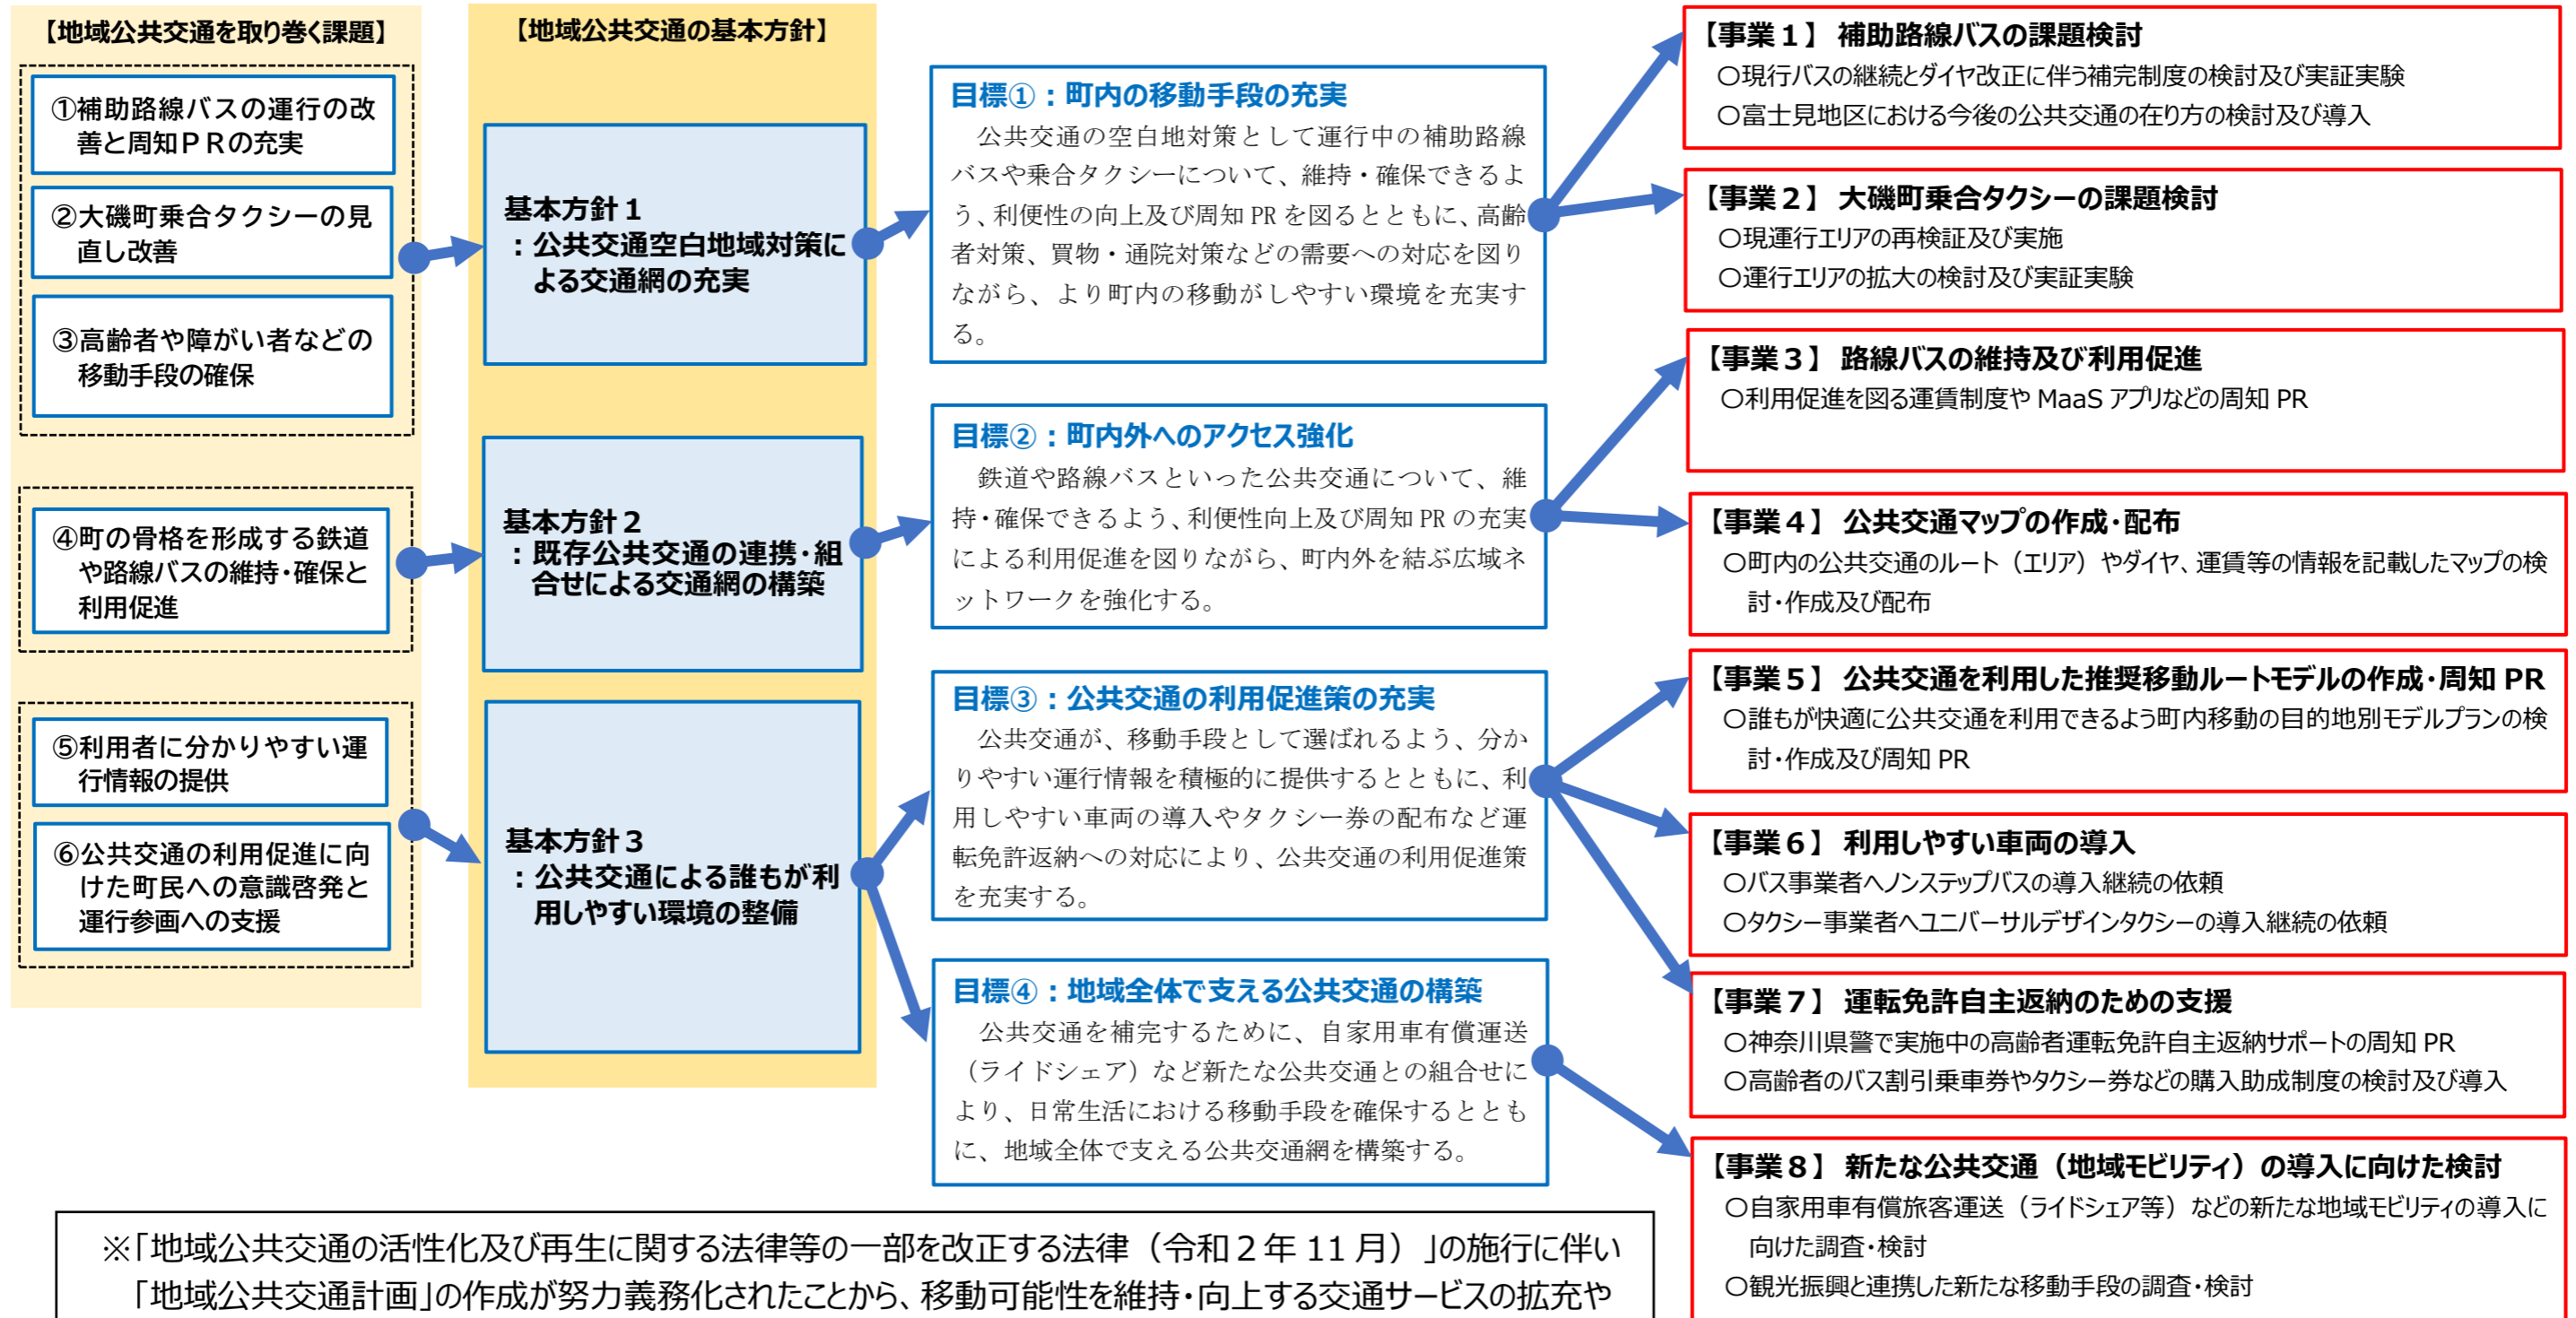 【地域公共交通を取り巻く課題】
①補助路線バスの運行の改
善と周知ＰＲの充実
②大磯町乗合タクシーの見
直し改善
③高齢者や障がい者などの
移動手段の確保
④町の骨格を形成する鉄道
や路線バスの維持・確保と
利用促進
⑤利用者に分かりやすい運
行情報の提供
⑥公共交通の利用促進に向
けた町民への意識啓発と
運行参画への支援
【地域公共交通の基本方針】
基本方針１
：公共交通空白地域対策に
よる交通網の充実
基本方針２
：既存公共交通の連携・組
合せによる交通網の構築
基本方針３
：公共交通による誰もが利
用しやすい環境の整備
目標①：町内の移動手段の充実
公共交通の空白地対策として運行中の補助路線
バスや乗合タクシーについて、維持・確保できるよ
う、利便性の向上及び周知 PR を図るとともに、高齢
者対策、買物・通院対策などの需要への対応を図り
ながら、より町内の移動がしやすい環境を充実す
る。
目標②：町内外へのアクセス強化
鉄道や路線バスといった公共交通について、維
持・確保できるよう、利便性向上及び周知 PR の充実
による利用促進を図りながら、町内外を結ぶ広域ネ
ットワークを強化する。
目標③：公共交通の利用促進策の充実
公共交通が、移動手段として選ばれるよう、分か
りやすい運行情報を積極的に提供するとともに、利
用しやすい車両の導入やタクシー券の配布など運
転免許返納への対応により、公共交通の利用促進策
を充実する。
目標④：地域全体で支える公共交通の構築
公共交通を補完するために、自家用車有償運送
（ライドシェア）など新たな公共交通との組合せに
より、日常生活における移動手段を確保するととも
に、地域全体で支える公共交通網を構築する。
【事業１】 補助路線バスの課題検討
〇現行バスの継続とダイヤ改正に伴う補完制度の検討及び実証実験
〇富士見地区における今後の公共交通の在り方の検討及び導入
【事業２】 大磯町乗合タクシーの課題検討
〇現運行エリアの再検証及び実施
〇運行エリアの拡大の検討及び実証実験
【事業３】 路線バスの維持及び利用促進
〇利用促進を図る運賃制度や MaaS アプリなどの周知 PR
【事業４】 公共交通マップの作成・配布
〇町内の公共交通のルート（エリア）やダイヤ、運賃等の情報を記載したマップの検
討・作成及び配布
【事業５】 公共交通を利用した推奨移動ルートモデルの作成・周知 PR
〇誰もが快適に公共交通を利用できるよう町内移動の目的地別モデルプランの検
討・作成及び周知 PR
【事業６】 利用しやすい車両の導入
〇バス事業者へノンステップバスの導入継続の依頼
〇タクシー事業者へユニバーサルデザインタクシーの導入継続の依頼
【事業７】 運転免許自主返納のための支援
〇神奈川県警で実施中の高齢者運転免許自主返納サポートの周知 PR
〇高齢者のバス割引乗車券やタクシー券などの購入助成制度の検討及び導入
【事業８】 新たな公共交通（地域モビリティ）の導入に向けた検討
〇自家用車有償旅客運送（ライドシェア等）などの新たな地域モビリティの導入に
向けた調査・検討
〇観光振興と連携した新たな移動手段の調査・検討
※「地域公共交通の活性化及び再生に関する法律等の一部を改正する法律（令和２年 11 月）」の施行に伴い
「地域公共交通計画」の作成が努力義務化されたことから、移動可能性を維持・向上する交通サービスの拡充や